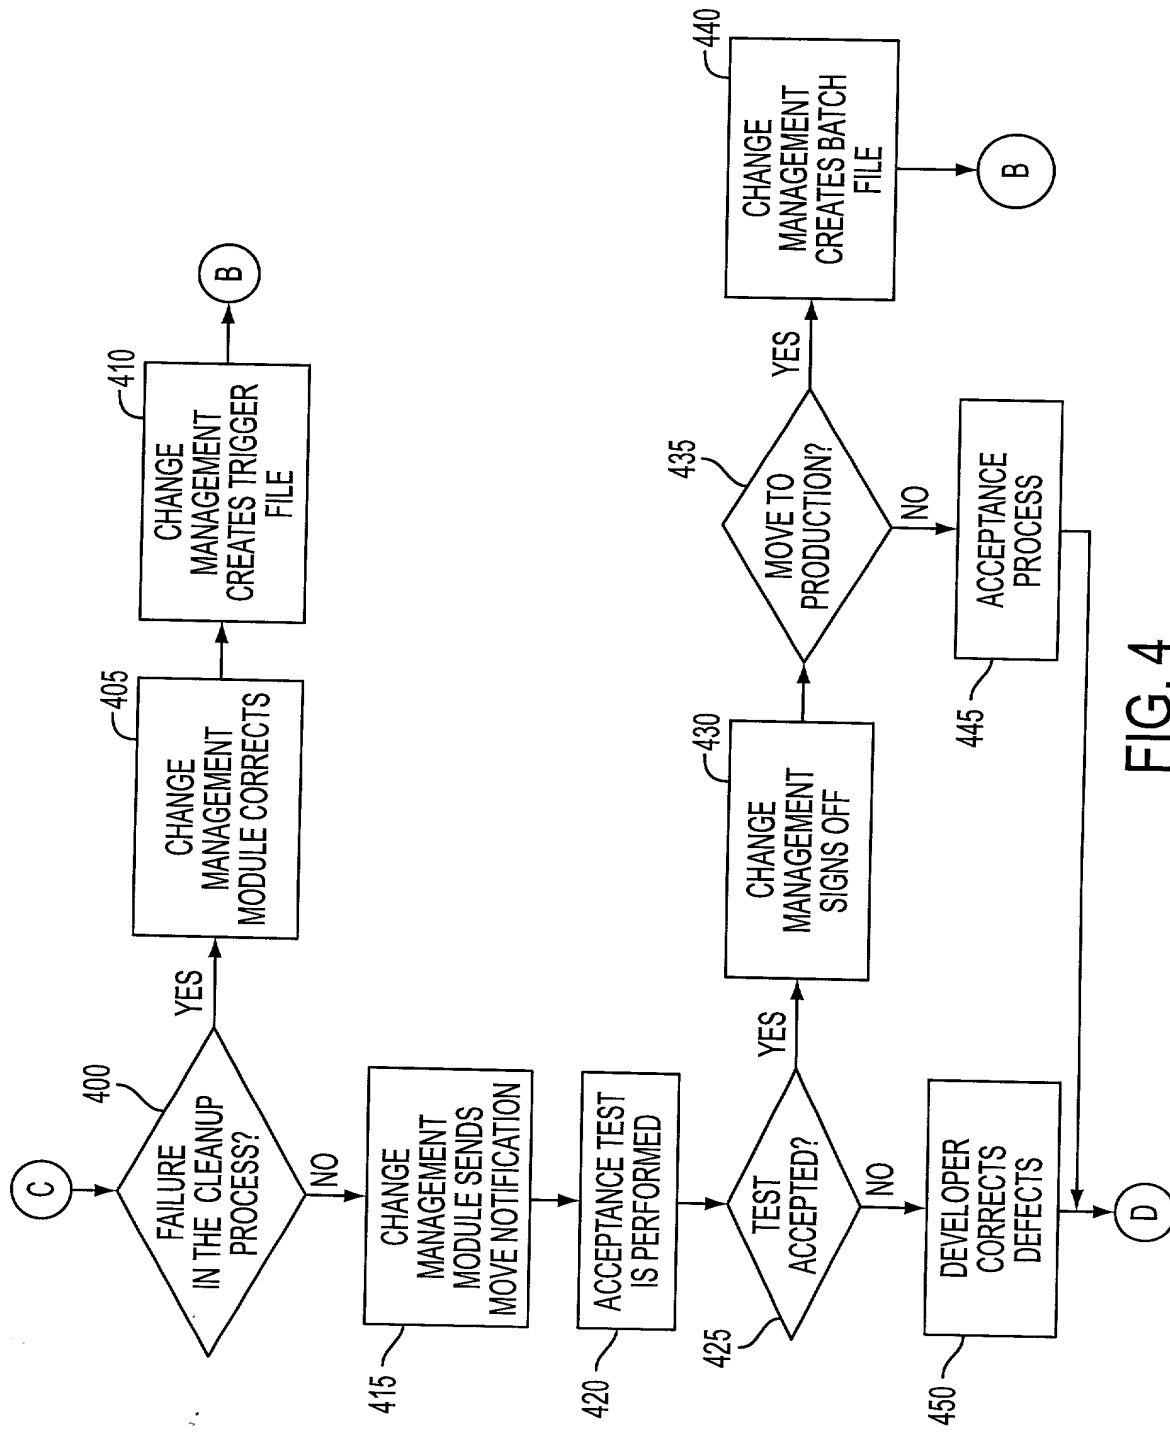 C
400
FAILURE
IN THE CLEANUP
PROCESS?
YES
405
CHANGE
MANAGEMENT
MODULE CORRECTS
410
CHANGE
MANAGEMENT
CREATES TRIGGER
FILE
B
NO
415
CHANGE
MANAGEMENT
MODULE SENDS
MOVE NOTIFICATION
420
ACCEPTANCE TEST
IS PERFORMED
425
TEST
ACCEPTED?
YES
430
CHANGE
MANAGEMENT
SIGNS OFF
435
MOVE TO
PRODUCTION?
YES
440
CHANGE
MANAGEMENT
CREATES BATCH
FILE
B
NO
445
ACCEPTANCE
PROCESS
NO
450
DEVELOPER
CORRECTS
DEFECTS
D
FIG. 4